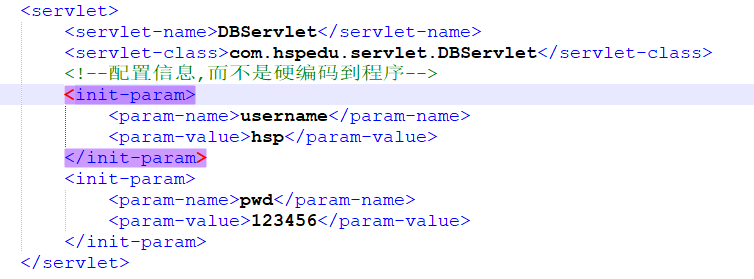 <servlet>
<servlet-name>DBServlet</servlet-name>
<servlet-class>com.hspedu.servlet.DBServlet</servlet-class>
<!--配置信息,而不是硬编码到程序-->
<init-param>
<param-name>username</param-name>
<param-value>hsp</param-value>
</init-param>
<init-param>
<param-name>pwd</param-name>
<param-value>123456</param-value>
</init-param>
</servlet>